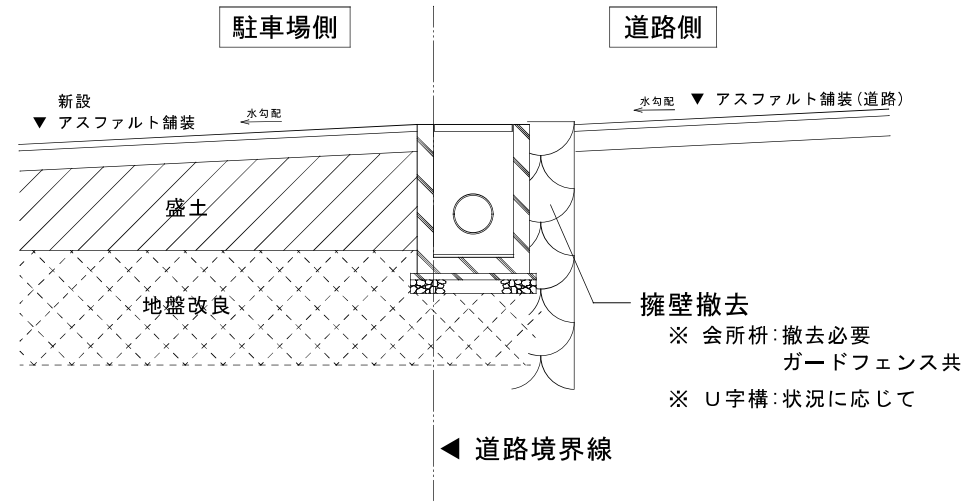 駐車場側
道路側
新設
▼ アスファルト舗装
水勾配
水勾配
▼ アスファルト舗装(道路)
盛土
地盤改良
擁壁撤去
※ 会所枡:撤去必要
ガードフェンス共
※ U字構:状況に応じて
◀ 道路境界線